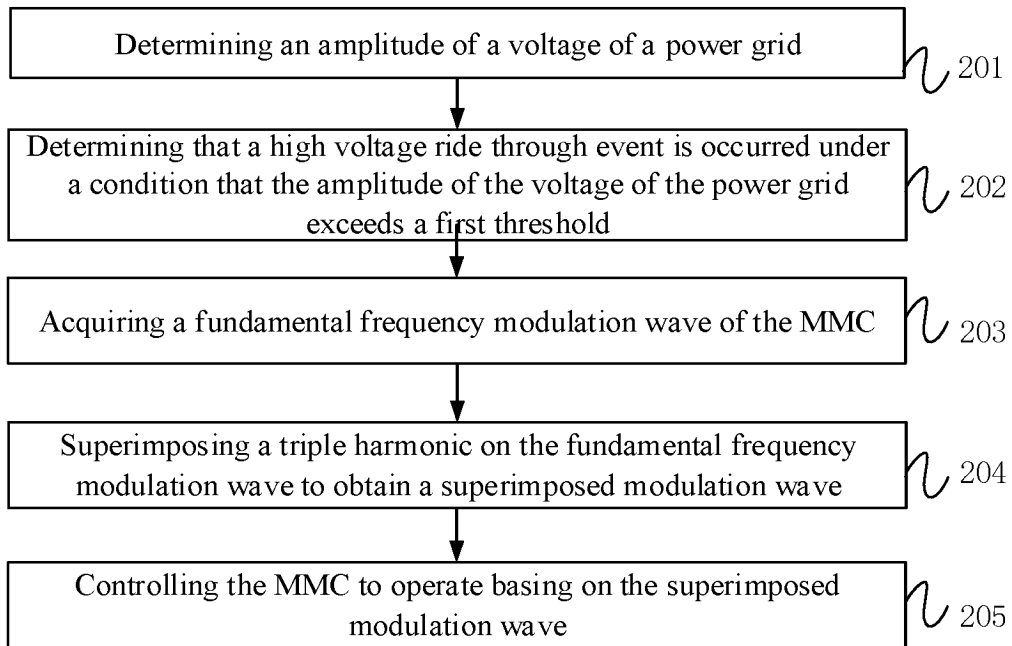 Determining an amplitude of a voltage of a power grid
201
Determining that a high voltage ride through event is occurred under
a condition that the amplitude of the voltage of the power grid
exceeds a first threshold
202
Acquiring a fundamental frequency modulation wave of the MMC
203
Superimposing a triple harmonic on the fundamental frequency
modulation wave to obtain a superimposed modulation wave
204
Controlling the MMC to operate basing on the superimposed
modulation wave
205